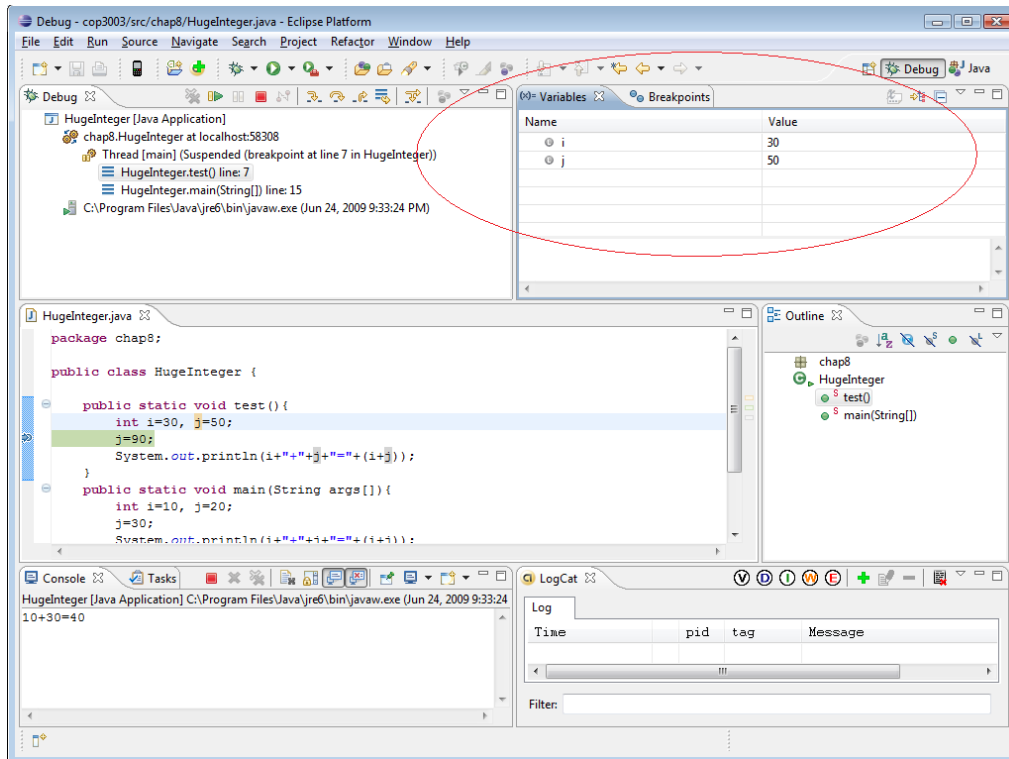 Debug - cop3003/src/chap8/HugeInteger.java - Eclipse Platform
File Edit Run Source Navigate Search Project Refactor Window Help
Debug Java
Debug
HugeInteger [Java Application]
chap8.HugeInteger at localhost:58308
Thread [main] (Suspended (breakpoint at line 7 in HugeInteger))
HugeInteger.test() line: 7
HugeInteger.main(String[]) line: 15
C:\Program Files\Java\jre6\bin\javaw.exe (Jun 24, 2009 9:33:24 PM)
(x)= Variables Breakpoints
Name Value
i 30
j 50
HugeInteger.java
package chap8;
public class HugeInteger {
public static void test(){
int i=30, j=50;
j=90;
System.out.println(i+"+"+j+"="+(i+j));
}
public static void main(String args[]){
int i=10, j=20;
j=30;
System.out.println(i+"+"+j+"="+(i+j));
Outline
chap8
HugeInteger
S test()
S main(String[])
Console Tasks
HugeInteger [Java Application] C:\Program Files\Java\jre6\bin\javaw.exe (Jun 24, 2009 9:33:24
10+30=40
LogCat
V D I W E
Log
Time pid tag Message
Filter: